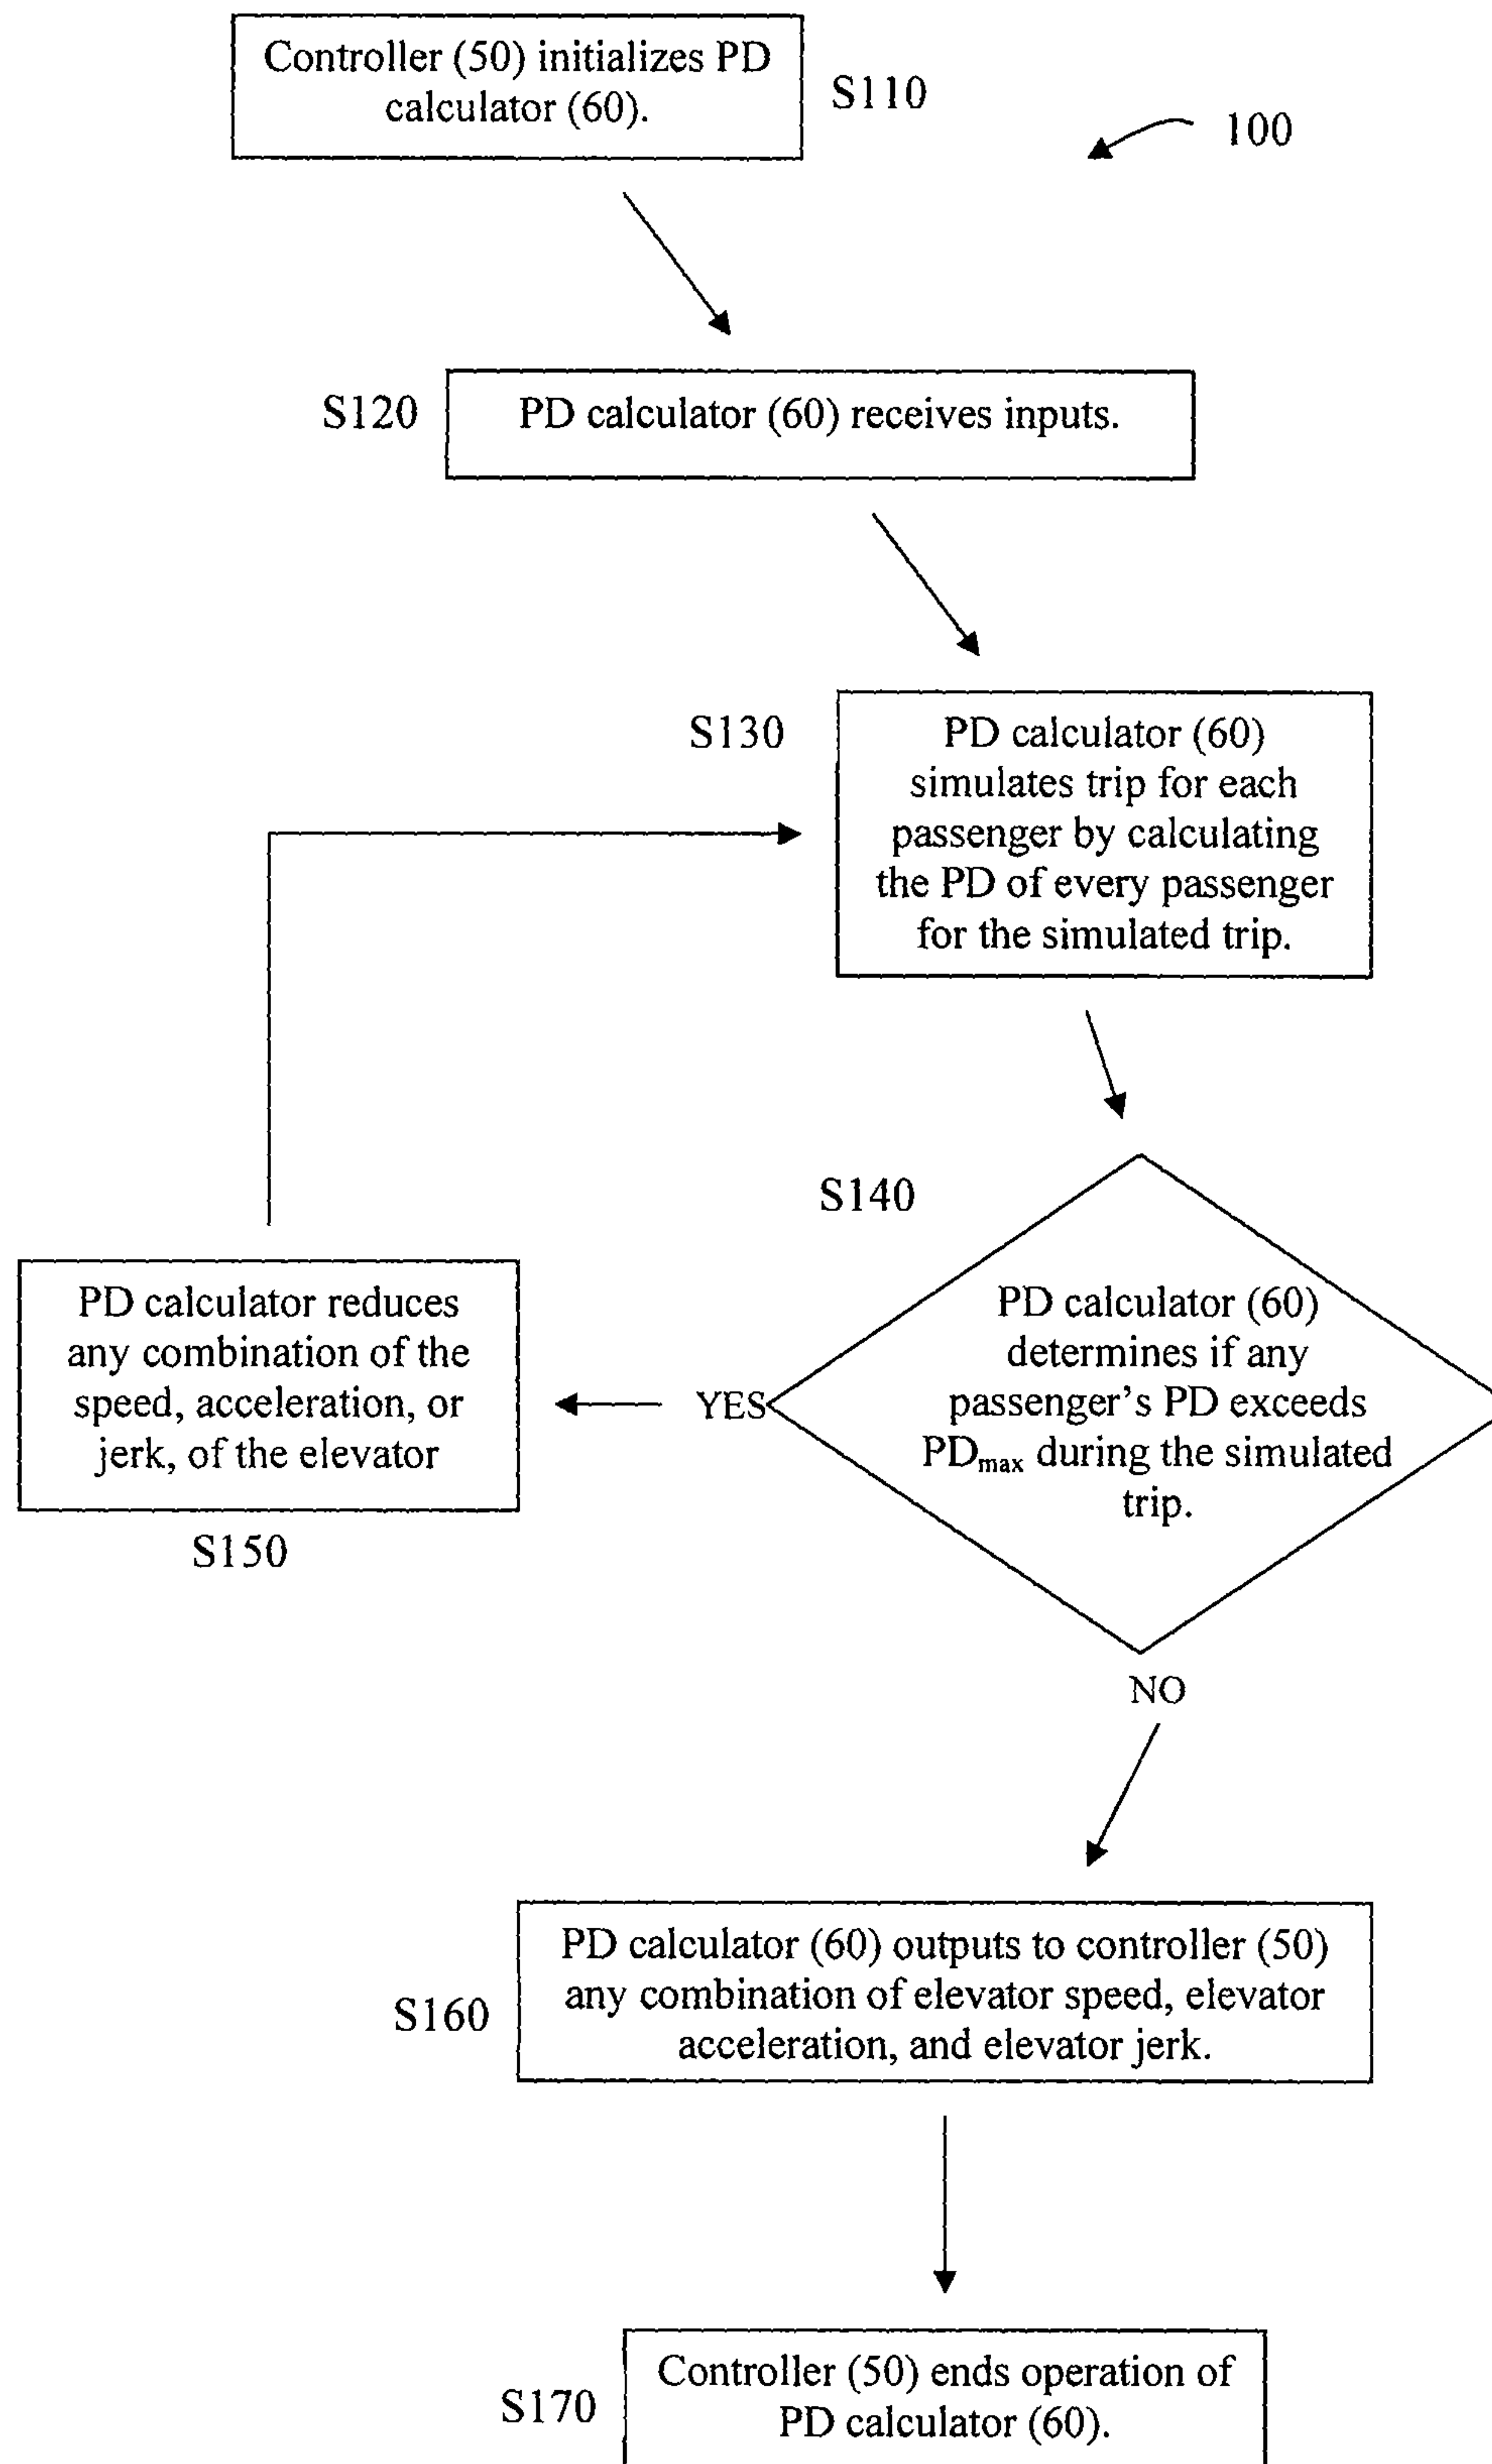 Controller (50) initializes PD
calculator (60).
S110
100
S120
PD calculator (60) receives inputs.
S130
PD calculator (60)
simulates trip for each
passenger by calculating
the PD of every passenger
for the simulated trip.
S140
PD calculator (60)
determines if any
passenger's PD exceeds
PDmax during the simulated
trip.
YES
PD calculator reduces
any combination of the
speed, acceleration, or
jerk, of the elevator
S150
NO
S160
PD calculator (60) outputs to controller (50)
any combination of elevator speed, elevator
acceleration, and elevator jerk.
S170
Controller (50) ends operation of
PD calculator (60).